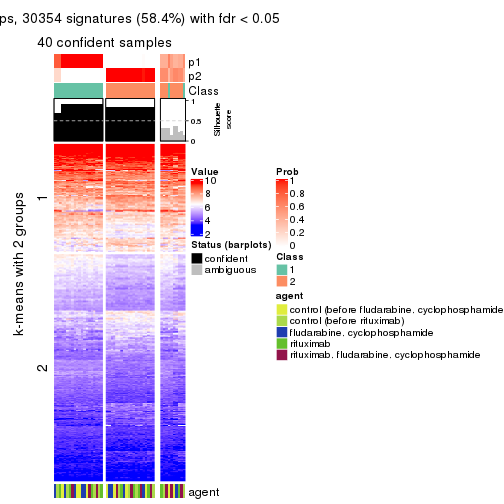 ps, 30354 signatures (58.4%) with fdr < 0.05
40 confident samples
p1
p2
Class
1
0.5
0
Silhouette
score
1
2
k-means with 2 groups
agent
Value
10
8
6
4
2
Status (barplots)
confident
ambiguous
Prob
1
0.8
0.6
0.4
0.2
0
Class
1
2
agent
control (before fludarabine. cyclophosphamide
control (before rituximab)
fludarabine. cyclophosphamide
rituximab
rituximab. fludarabine. cyclophosphamide